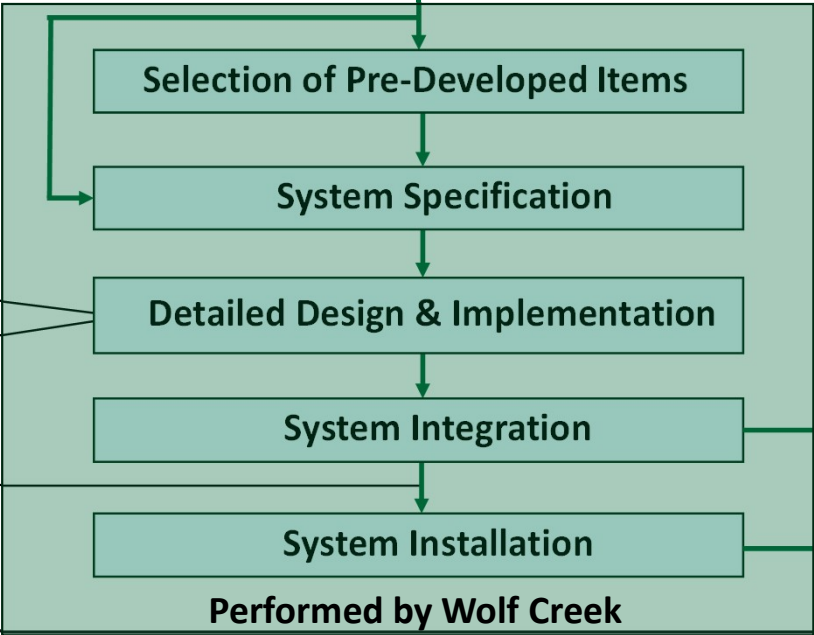 Selection of Pre-Developed Items
System Specification
Detailed Design & Implementation
System Integration
System Installation
Performed by Wolf Creek